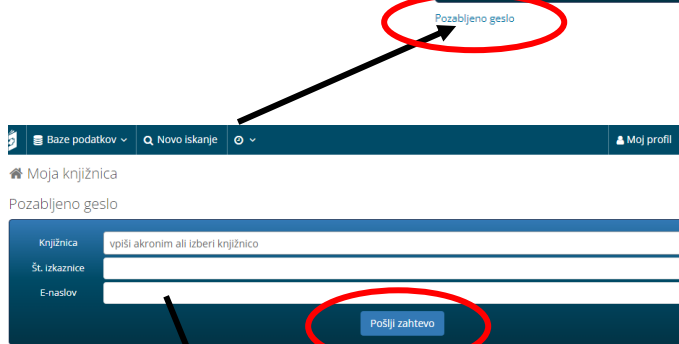 Pozabljeno geslo
Baze podatkov Novo iskanje Moj profil
Moja knjižnica
Pozabljeno geslo
Knjižnica vpiši akronim ali izberi knjižnico
Št. izkaznice
E-naslov
Pošlji zahtevo